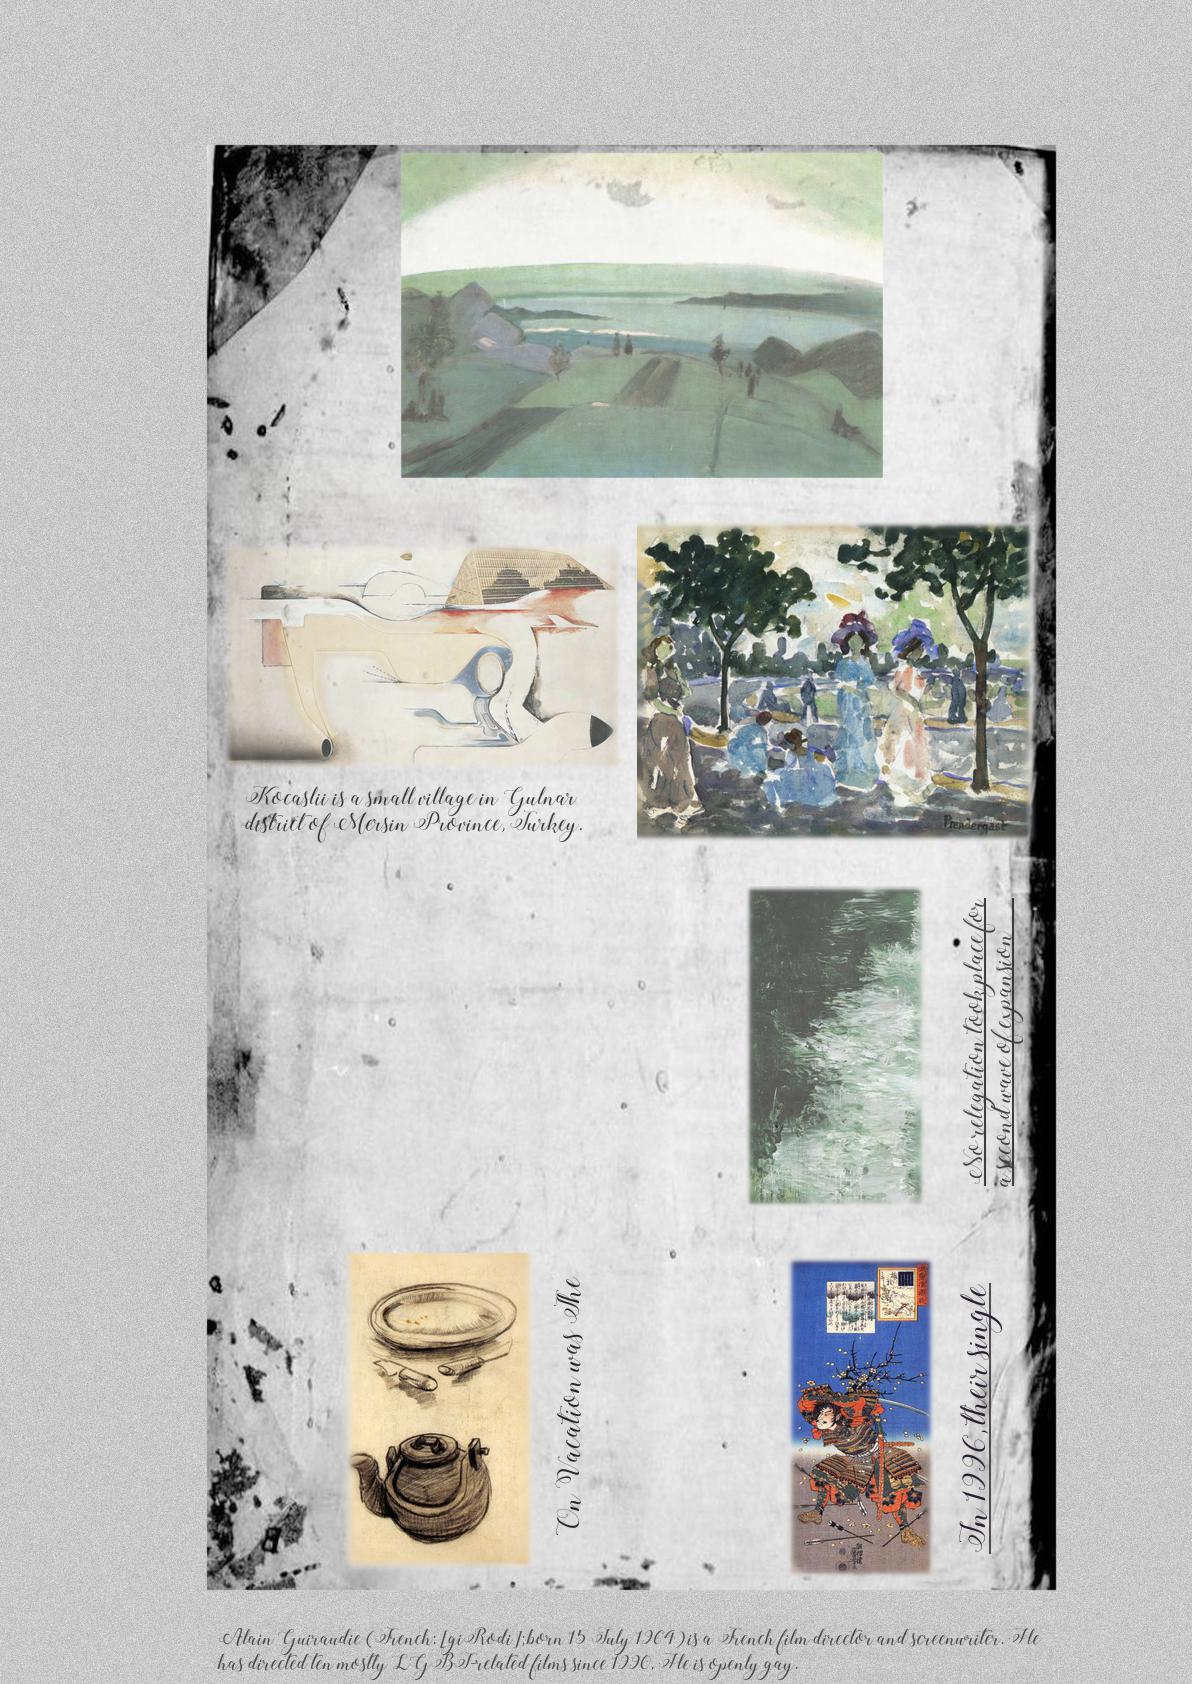 Prendergast
Kocaslii is a small village in Gulnar
district of Mersin Province, Turkey.
No relegation took place for
a second wave of expansion
On Vacation was The
In 1996, their single
Alain Guiraudie (French: [gi Rodi]; born 15 July 1964) is a French film director and screenwriter. He
has directed ten mostly LGBT-related films since 1990. He is openly gay.